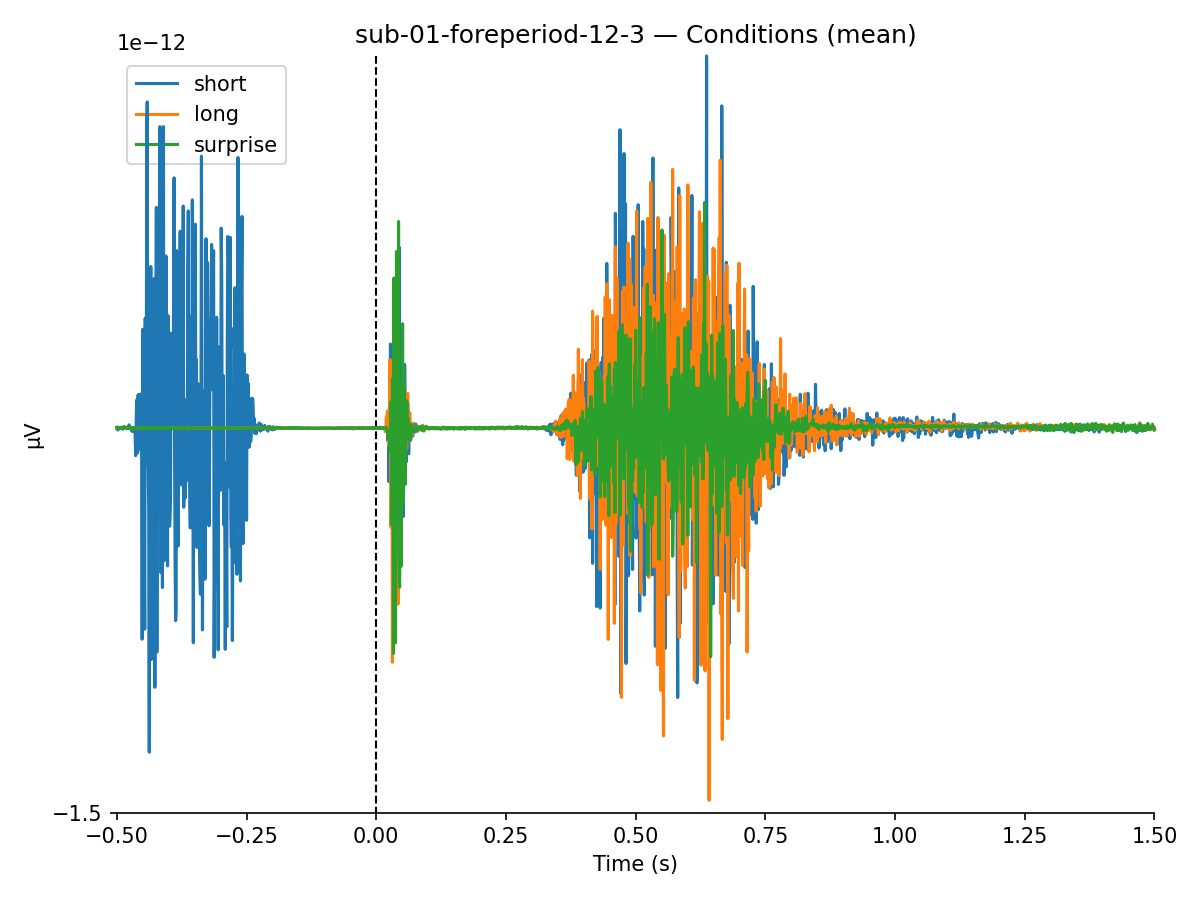 sub-01-foreperiod-12-3 — Conditions (mean)
1e−12
short
long
surprise
µV
−1.5
−0.50 −0.25 0.00 0.25 0.50 0.75 1.00 1.25 1.50
Time (s)